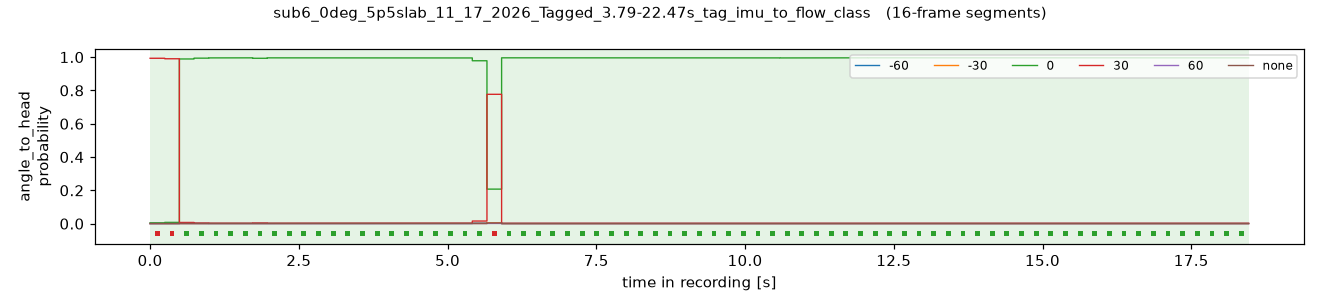 sub6_0deg_5p5slab_11_17_2026_Tagged_3.79-22.47s_tag_imu_to_flow_class (16-frame segments)
1.0
0.8
0.6
0.4
0.2
0.0
angle_to_head
probability
-60 -30 0 30 60 none
0.0 2.5 5.0 7.5 10.0 12.5 15.0 17.5
time in recording [s]